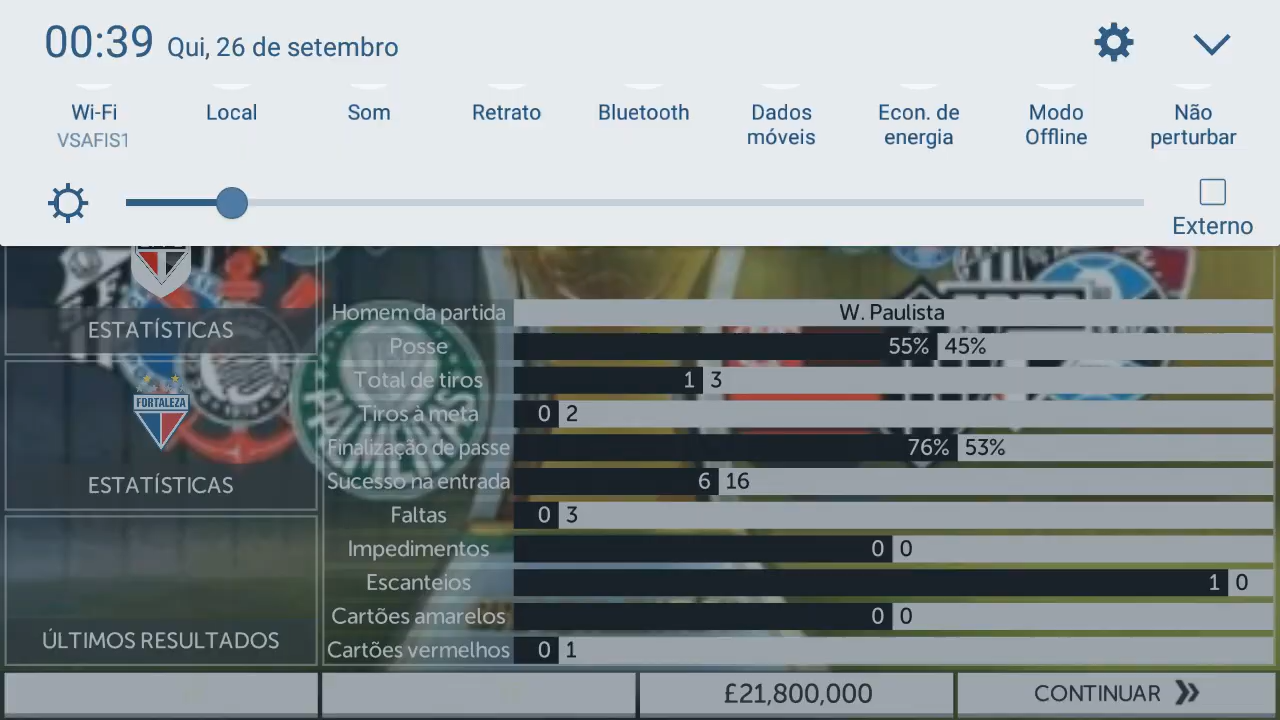 00:39 Qui, 26 de setembro
Wi-Fi Local Som Retrato Bluetooth Dados móveis Econ. de energia Modo Offline Não perturbar
VSAFIS1
Externo
ESTATÍSTICAS
FORTALEZA
ESTATÍSTICAS
ÚLTIMOS RESULTADOS
Homem da partida W. Paulista
Posse 55% 45%
Total de tiros 1 3
Tiros à meta 0 2
Finalização de passe 76% 53%
Sucesso na entrada 6 16
Faltas 0 3
Impedimentos 0 0
Escanteios 1 0
Cartões amarelos 0 0
Cartões vermelhos 0 1
£21,800,000 CONTINUAR